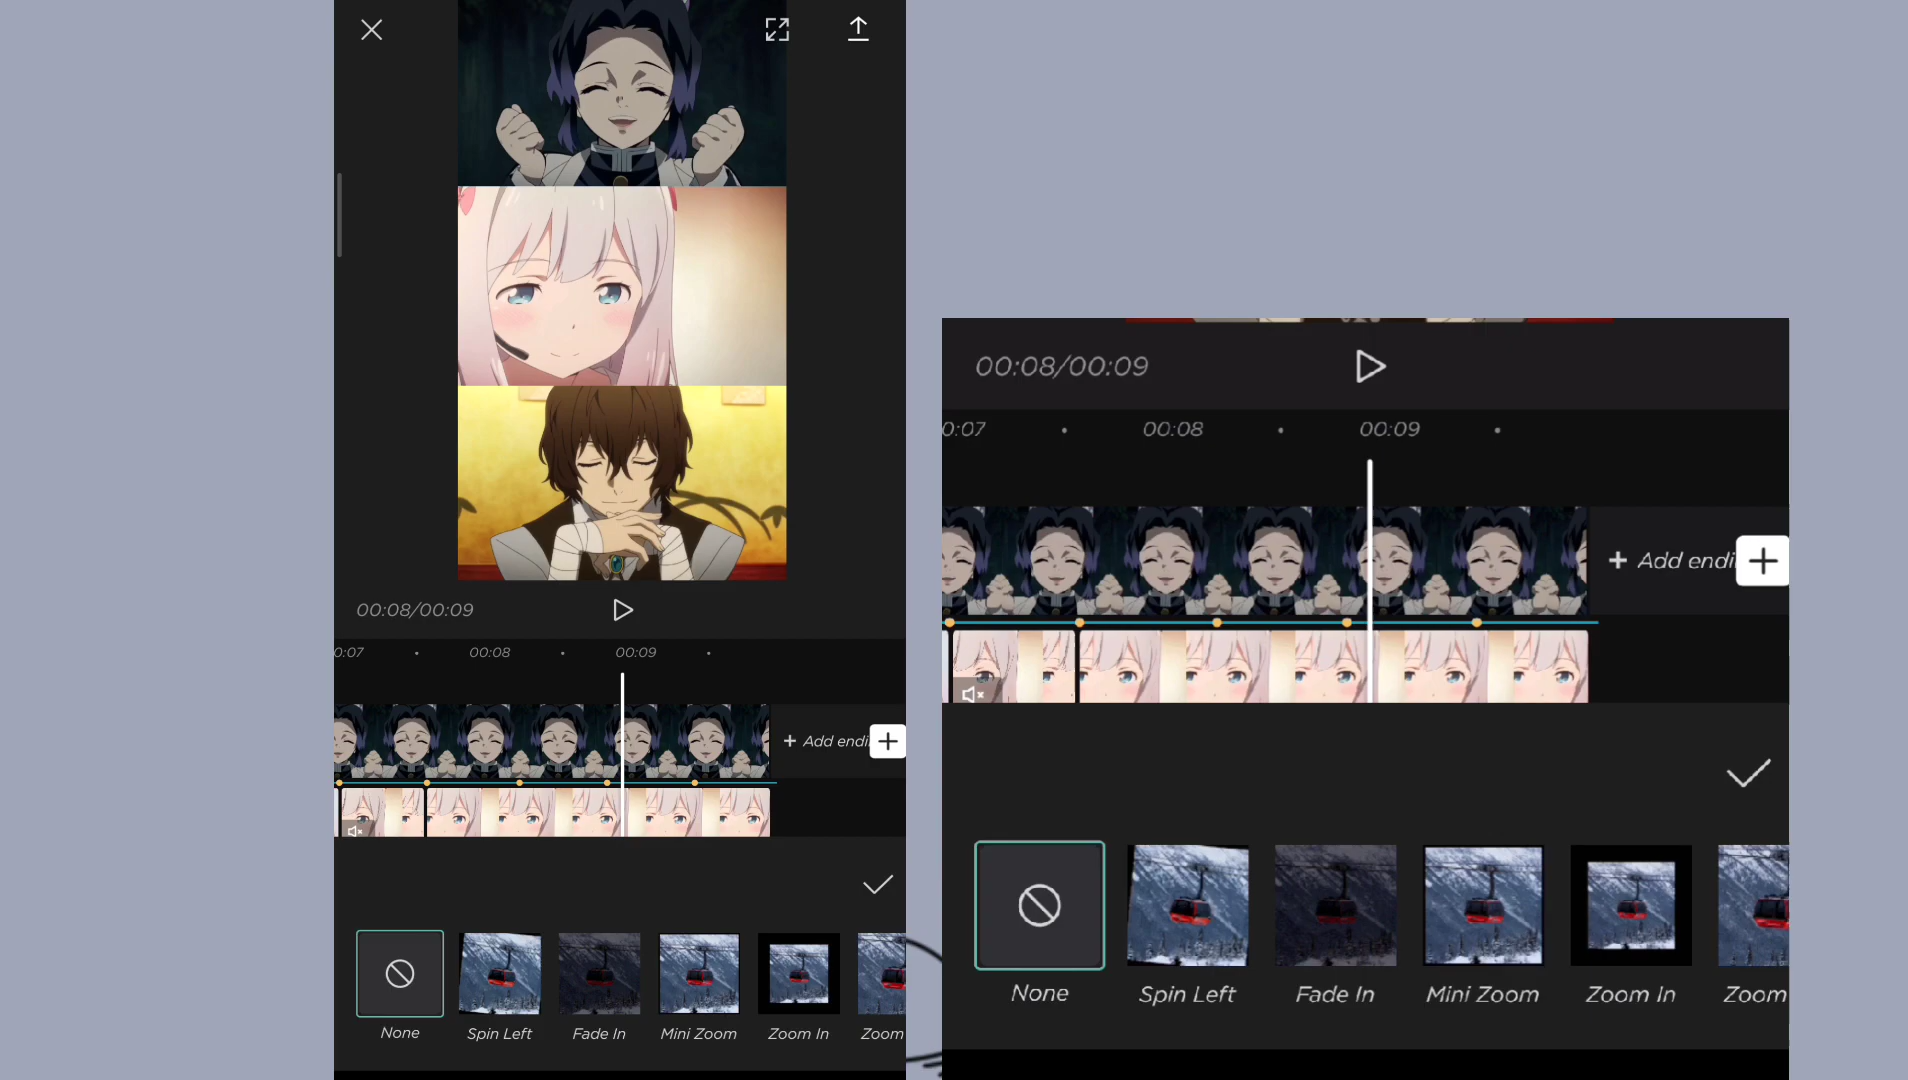 00:08/00:09
0:07 00:08 00:09
+ Add endi
None Spin Left Fade In Mini Zoom Zoom In Zoom
00:08/00:09
0:07 00:08 00:09
+ Add endi
None Spin Left Fade In Mini Zoom Zoom In Zoom